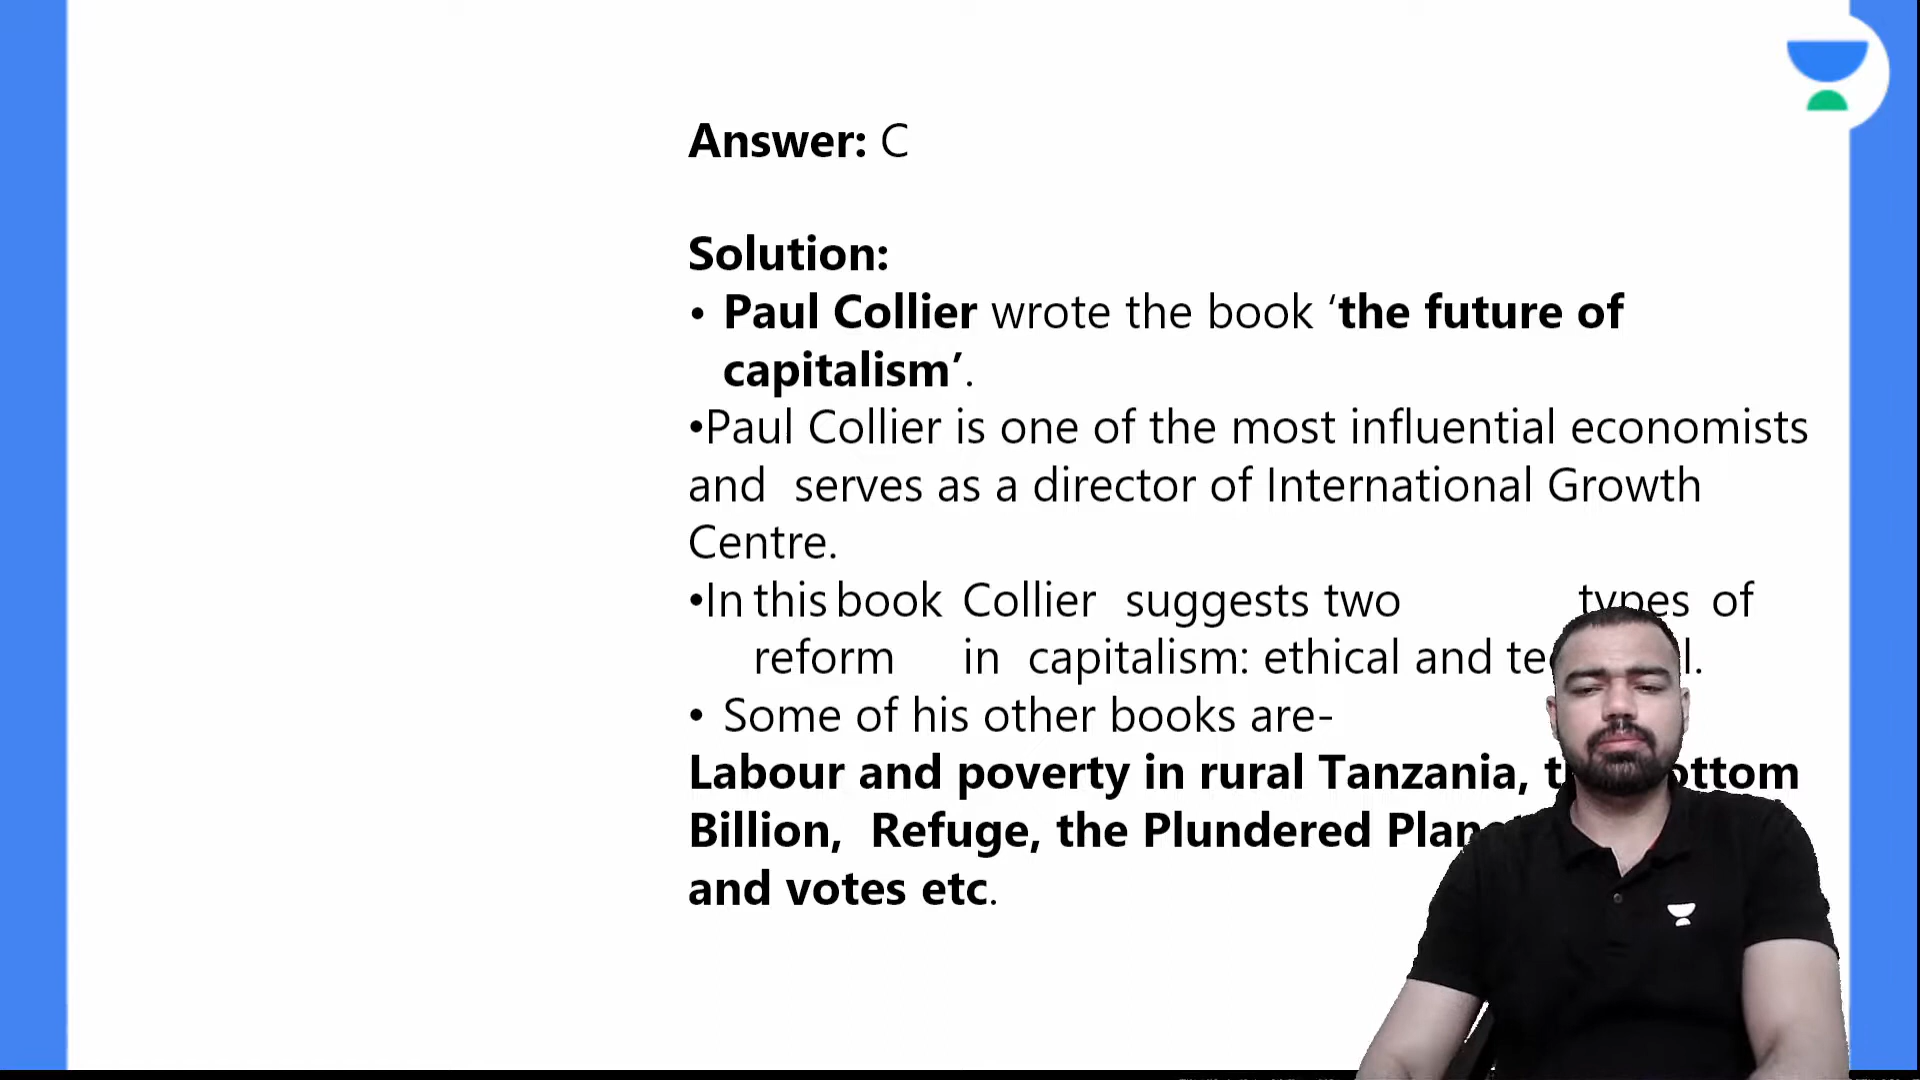 Answer: C
Solution:
• Paul Collier wrote the book ‘the future of
capitalism’.
•Paul Collier is one of the most influential economists
and serves as a director of International Growth
Centre.
•In this book Collier suggests two types of
reform in capitalism: ethical and
• Some of his other books are-
Labour and poverty in rural Tanzania,
Billion, Refuge, the Plundered
and votes etc.